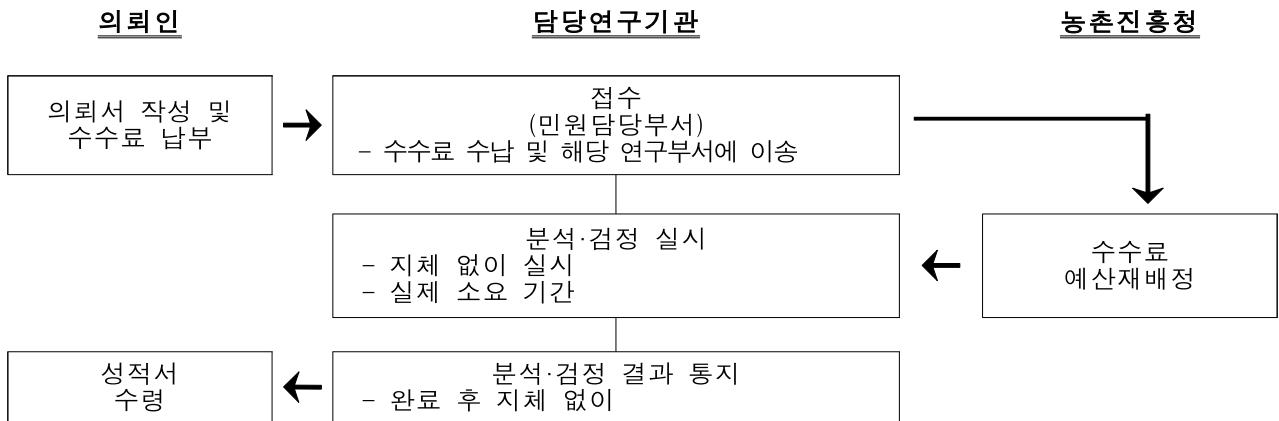 의뢰인
담당연구기관
농촌진흥청
의뢰서 작성 및
수수료 납부
접수
(민원담당부서)
- 수수료 수납 및 해당 연구부서에 이송
분석·검정 실시
- 지체 없이 실시
- 실제 소요 기간
수수료
예산재배정
성적서
수령
분석·검정 결과 통지
- 완료 후 지체 없이